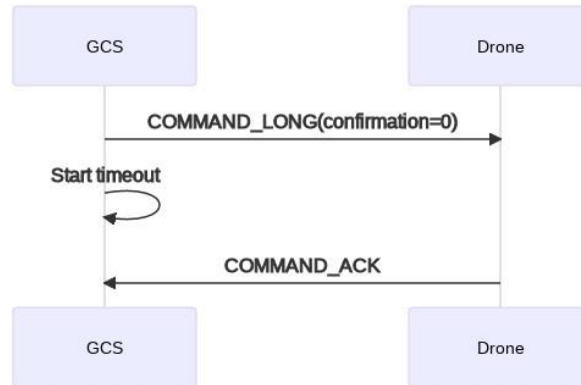 GCS
Drone
COMMAND_LONG(confirmation=0)
Start timeout
COMMAND_ACK
GCS
Drone